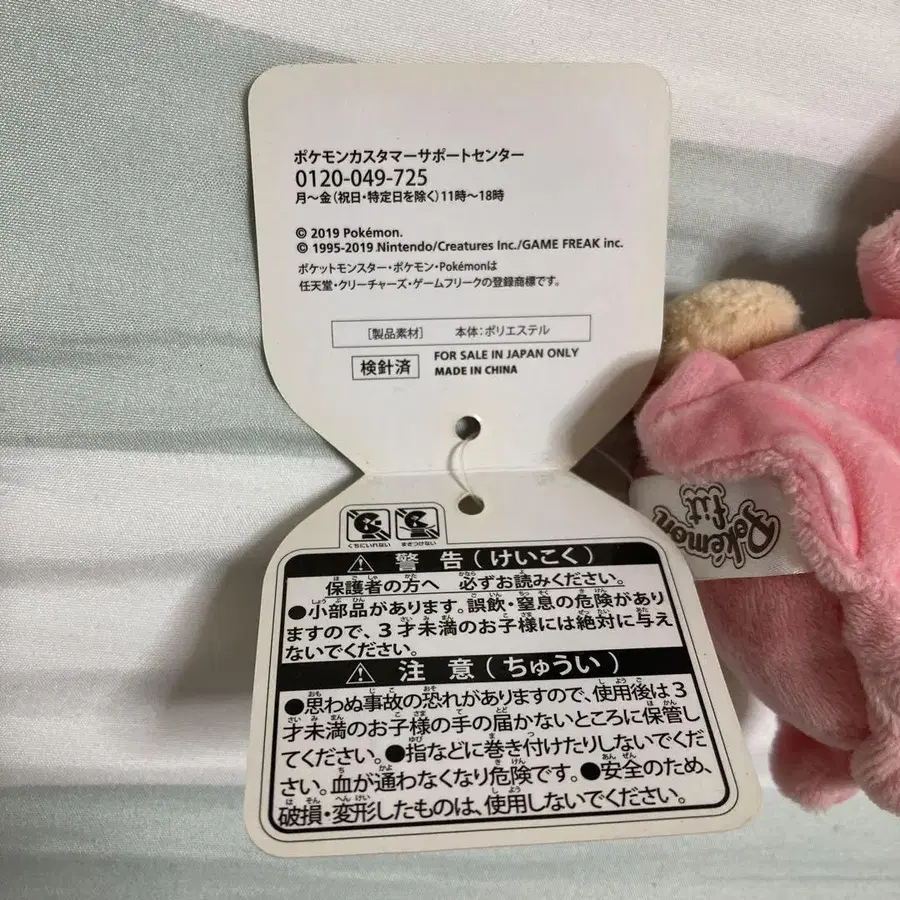 ポケモンカスタマーサポートセンター
0120-049-725
月〜金(祝日・特定日を除く)11時〜18時
© 2019 Pokémon.
© 1995-2019 Nintendo/Creatures Inc./GAME FREAK inc.
ポケットモンスター・ポケモン・Pokémonは
任天堂・クリーチャーズ・ゲームフリークの登録商標です。
[製品素材] 本体:ポリエステル
検針済
FOR SALE IN JAPAN ONLY
MADE IN CHINA
くちにいれない まきつけない
警告(けいこく)
保護者の方へ 必ずお読みください。
●小部品があります。誤飲・窒息の危険があり
ますので、3才未満のお子様には絶対に与え
ないでください。
注意(ちゅうい)
●思わぬ事故の恐れがありますので、使用後は3
才未満のお子様の手の届かないところに保管し
てください。●指などに巻き付けたりしないでくだ
さい。血が通わなくなり危険です。●安全のため、
破損・変形したものは、使用しないでください。
Pokémon
fit